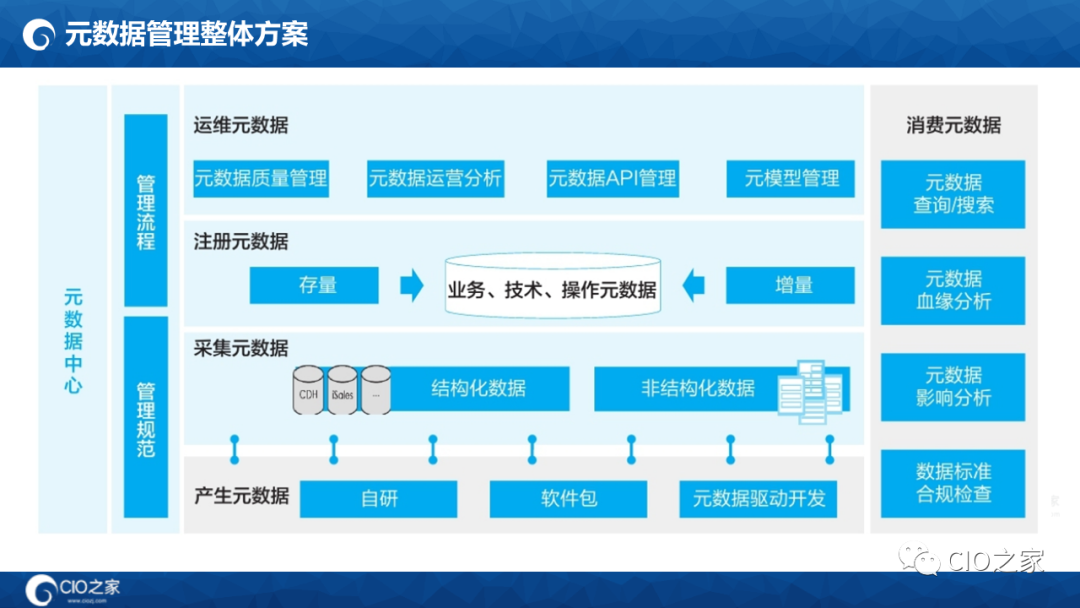 元数据管理整体方案
元数据中心
管理流程
管理规范
运维元数据
元数据质量管理
元数据运营分析
元数据API管理
元模型管理
注册元数据
存量
业务、技术、操作元数据
增量
采集元数据
CDH
iSales
...
结构化数据
非结构化数据
产生元数据
自研
软件包
元数据驱动开发
消费元数据
元数据
查询/搜索
元数据
血缘分析
元数据
影响分析
数据标准
合规检查
CIO之家
CIO之家
www.ciozj.com